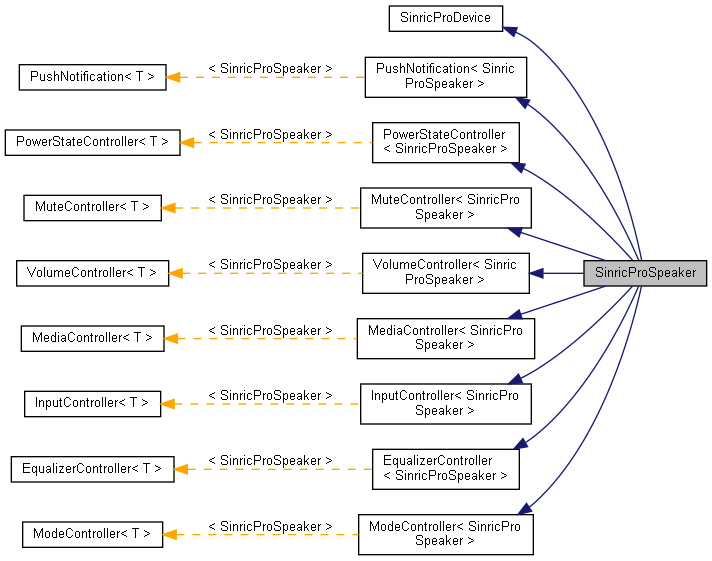 SinricProDevice
PushNotification< T >
< SinricProSpeaker >
PushNotification< Sinric
ProSpeaker >
PowerStateController< T >
< SinricProSpeaker >
PowerStateController
< SinricProSpeaker >
MuteController< T >
< SinricProSpeaker >
MuteController< SinricPro
Speaker >
VolumeController< T >
< SinricProSpeaker >
VolumeController< Sinric
ProSpeaker >
SinricProSpeaker
MediaController< T >
< SinricProSpeaker >
MediaController< SinricPro
Speaker >
InputController< T >
< SinricProSpeaker >
InputController< SinricPro
Speaker >
EqualizerController< T >
< SinricProSpeaker >
EqualizerController
< SinricProSpeaker >
ModeController< T >
< SinricProSpeaker >
ModeController< SinricPro
Speaker >